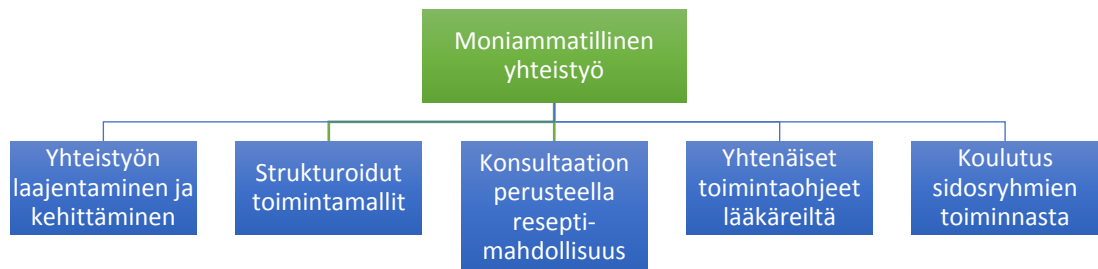 Moniammatillinen
yhteistyö
Yhteistyön
laajentaminen ja
kehittäminen
Strukturoidut
toimintamallit
Konsultaation
perusteella
resepti-
mahdollisuus
Yhtenäiset
toimintaohjeet
lääkäreiltä
Koulutus
sidosryhmien
toiminnasta